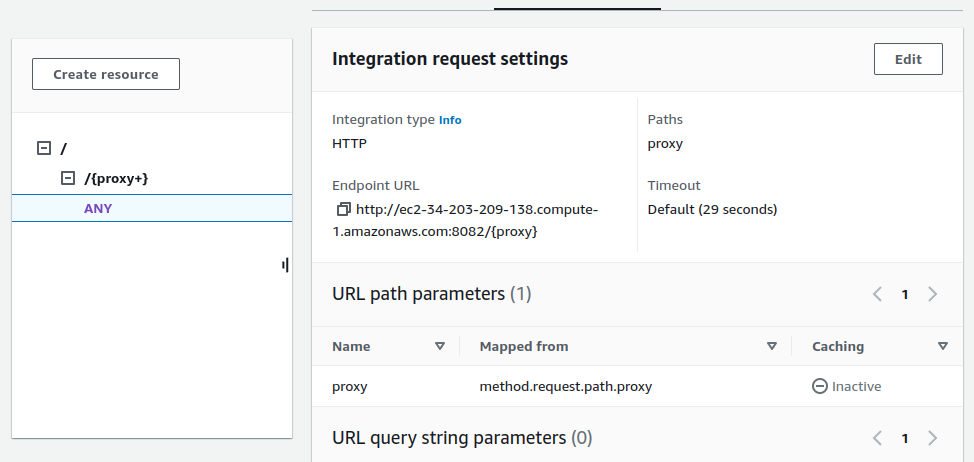 Create resource
/
/{proxy+}
ANY
Integration request settings
Edit
Integration type Info
HTTP
Paths
proxy
Endpoint URL
http://ec2-34-203-209-138.compute-
1.amazonaws.com:8082/{proxy}
Timeout
Default (29 seconds)
URL path parameters (1)
1
Name Mapped from Caching
proxy method.request.path.proxy Inactive
URL query string parameters (0)
1